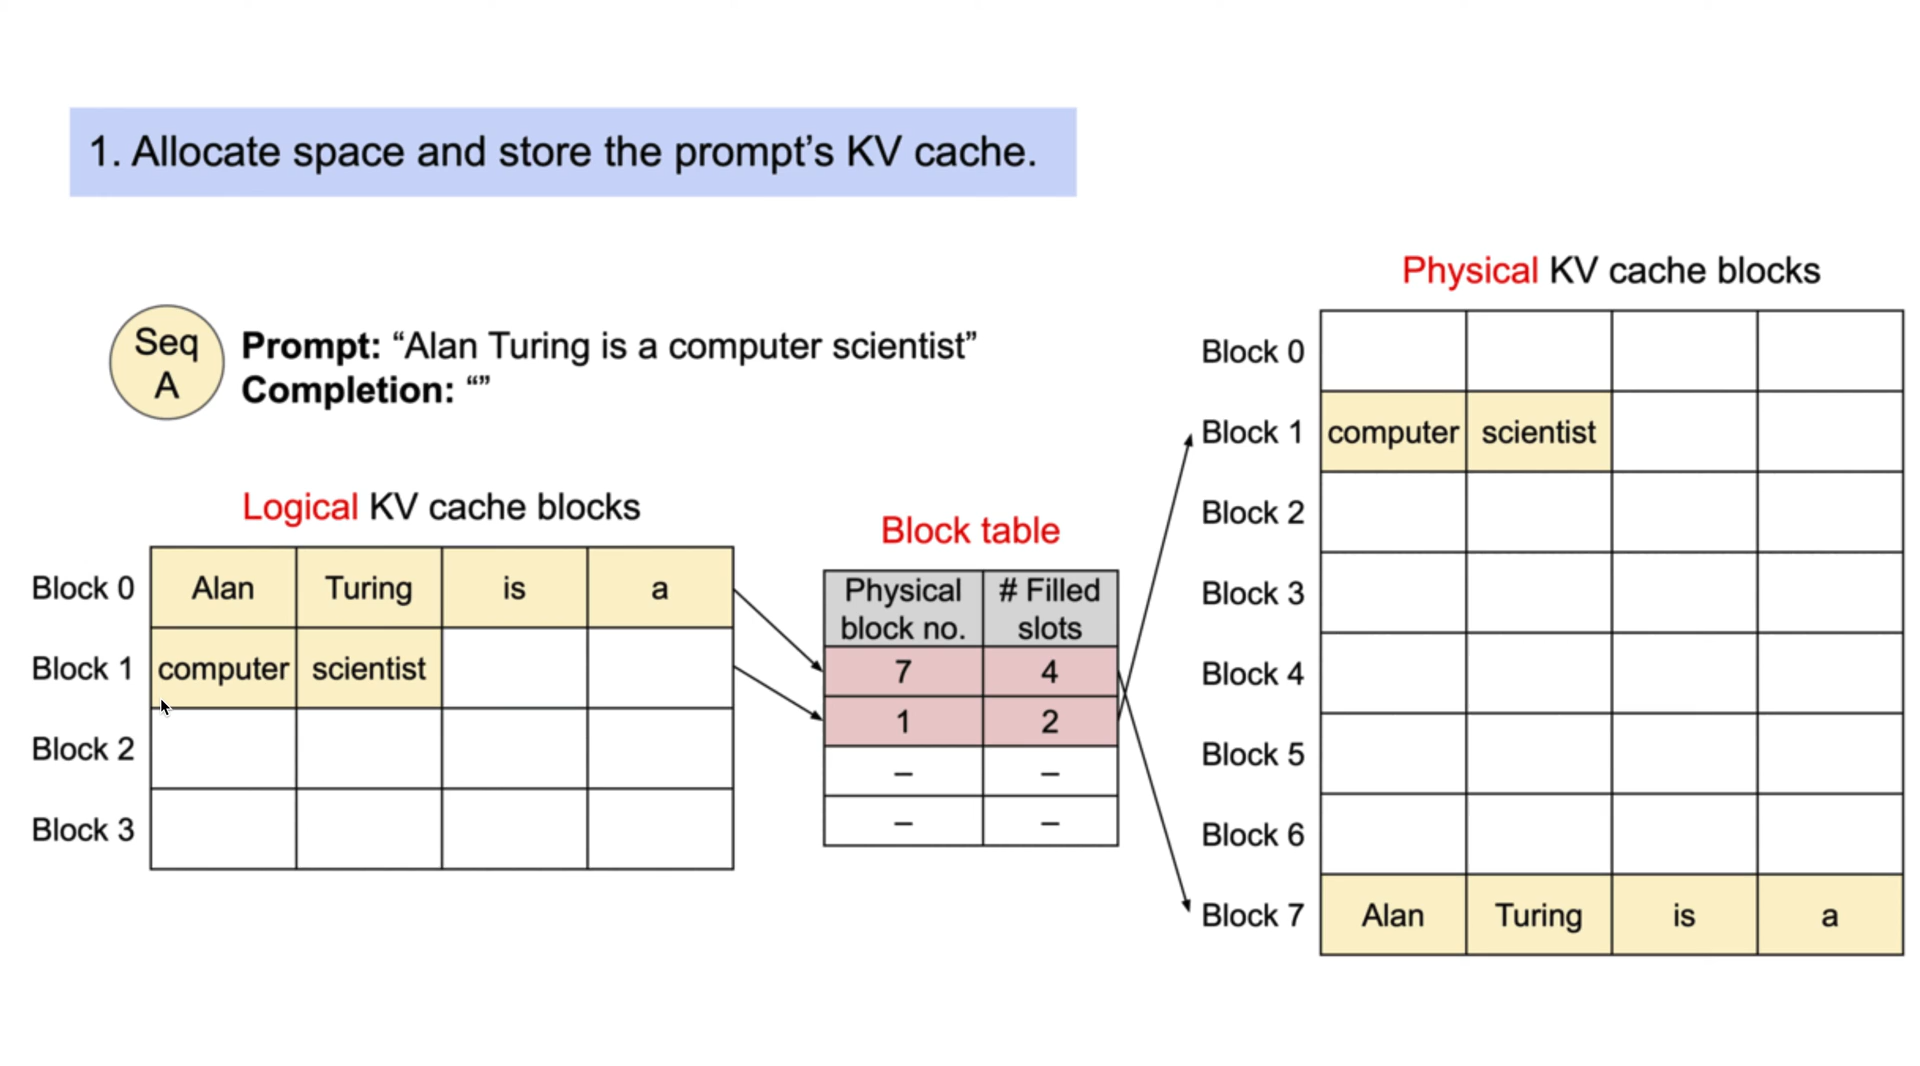 1. Allocate space and store the prompt’s KV cache.
Seq
A
Prompt: “Alan Turing is a computer scientist”
Completion: “”
Logical KV cache blocks
Block 0 Alan Turing is a
Block 1 computer scientist
Block 2
Block 3
Block table
Physical block no. # Filled slots
7 4
1 2
– –
– –
Physical KV cache blocks
Block 0
Block 1 computer scientist
Block 2
Block 3
Block 4
Block 5
Block 6
Block 7 Alan Turing is a